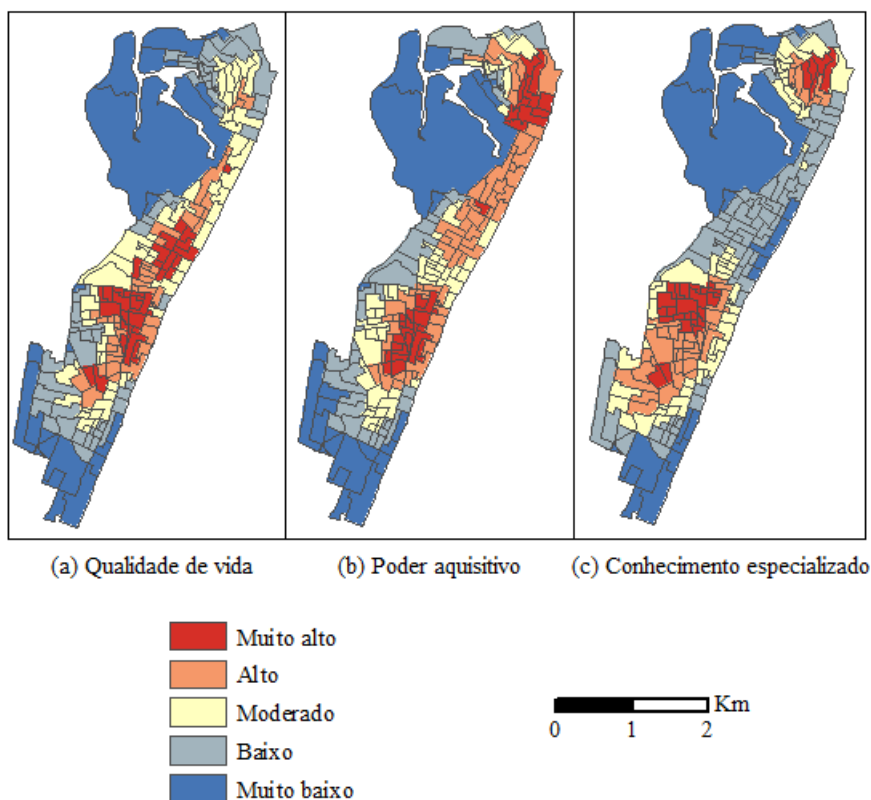 (a) Qualidade de vida
(b) Poder aquisitivo
(c) Conhecimento especializado
Muito alto
Alto
Moderado
Baixo
Muito baixo
Km
0 1 2